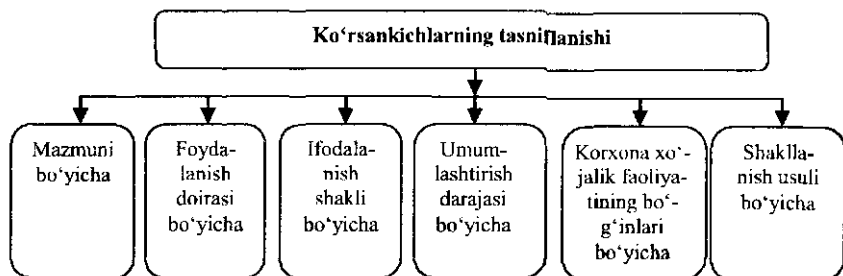 Ko‘rsankichlarning tasniflanishi
Mazmuni
bo‘yicha
Foyda-
lanish
doirasi
bo‘yicha
Ifodala-
nish
shakli
bo‘yicha
Umum-
lashtirish
darajasi
bo‘yicha
Korxona xo‘-
jalik faoliya-
tining bo‘-
g‘inlari
bo‘yicha
Shaklla-
nish usuli
bo‘yicha